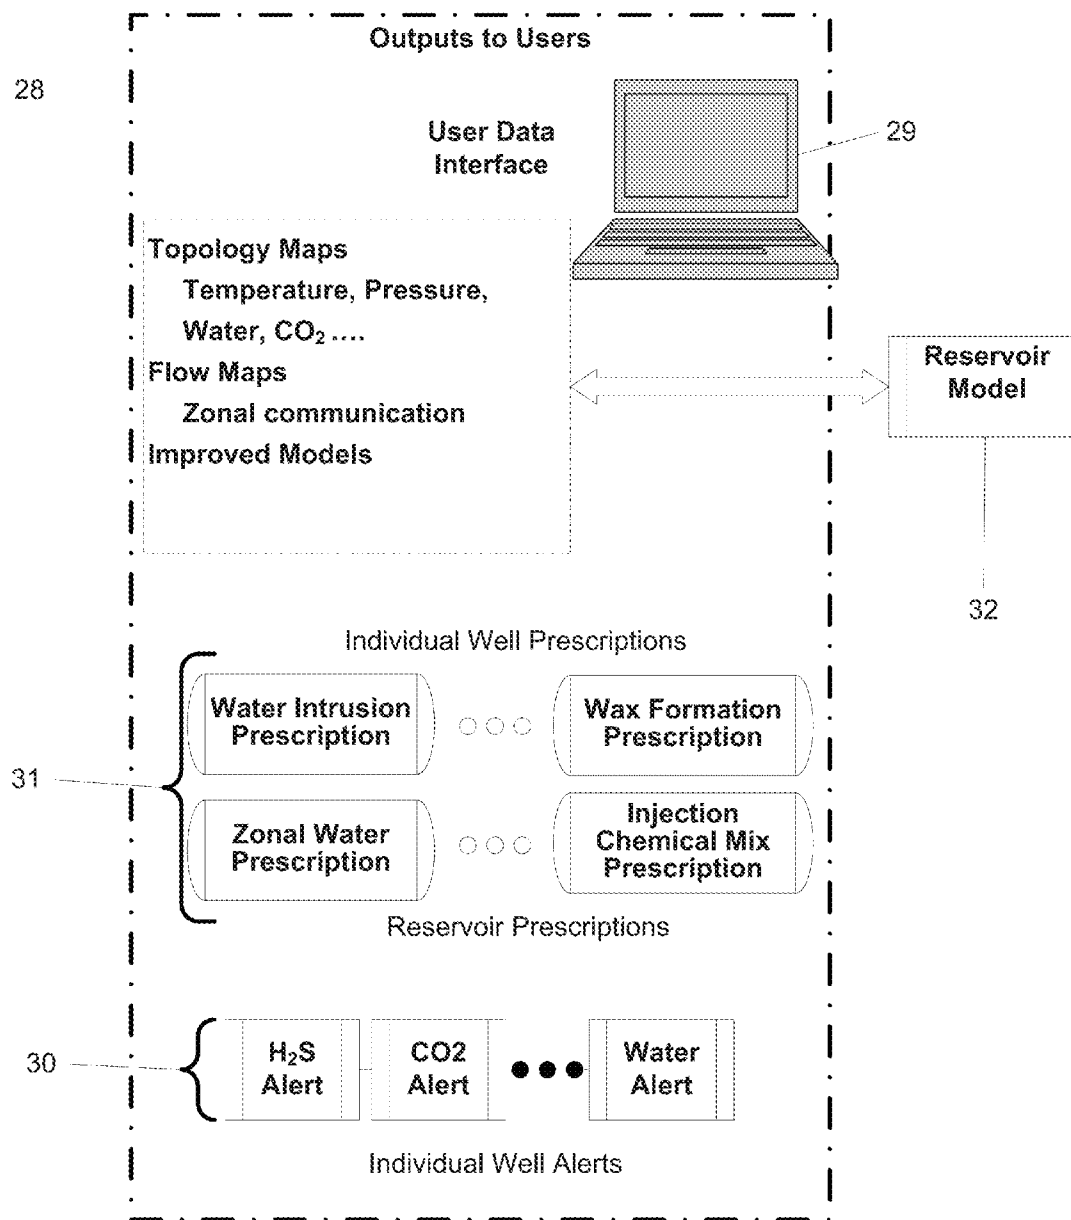 Outputs to Users
28
User Data
Interface
29
Topology Maps
Temperature, Pressure,
Water, CO₂ ....
Flow Maps
Zonal communication
Improved Models
Reservoir
Model
32
Individual Well Prescriptions
Water Intrusion
Prescription
Wax Formation
Prescription
31
Zonal Water
Prescription
Injection
Chemical Mix
Prescription
Reservoir Prescriptions
30
H₂S
Alert
CO2
Alert
Water
Alert
Individual Well Alerts